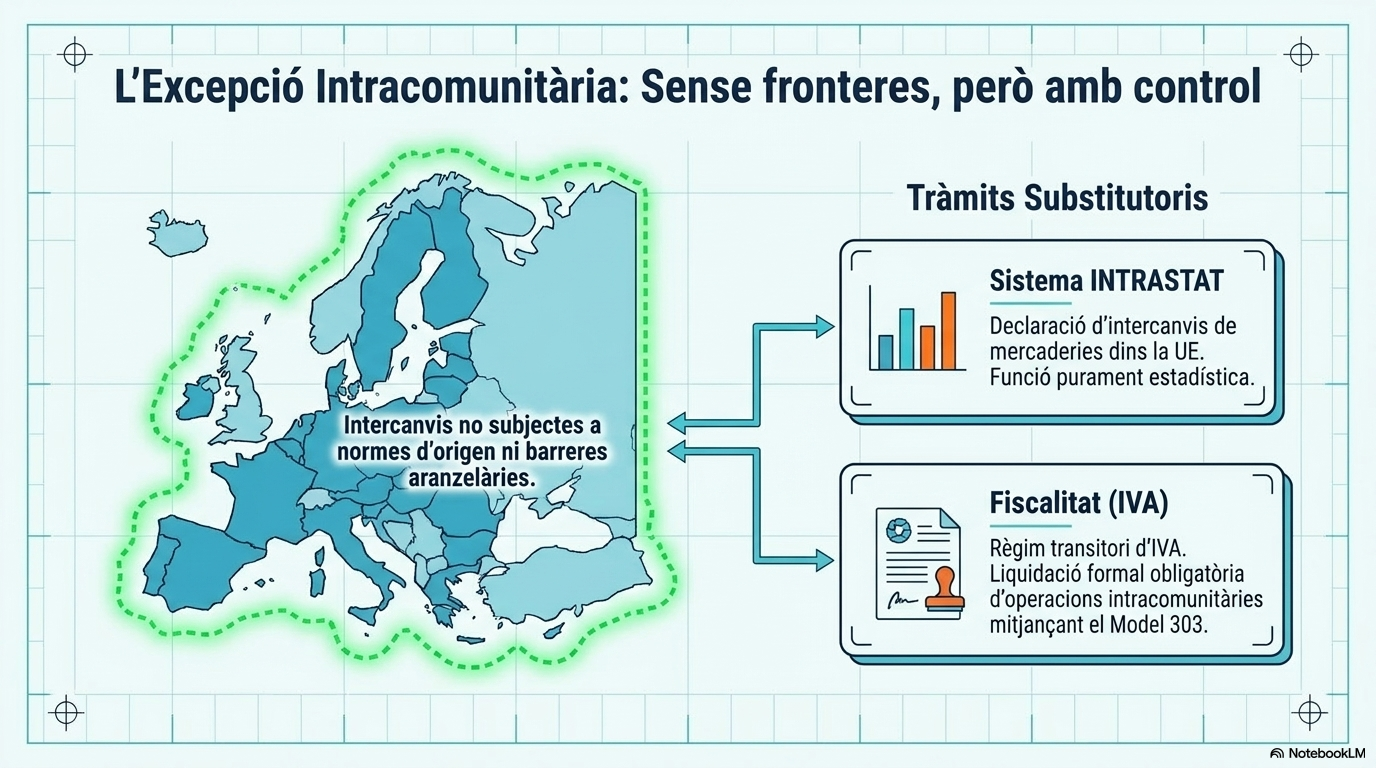 L'Excepció Intracomunitària: Sense fronteres, però amb control
Intercanvis no subjectes a
normes d'origen ni barreres
aranzelàries.
Tràmits Substitutoris
Sistema INTRASTAT
Declaració d'intercanvis de
mercaderies dins la UE.
Funció purament estadística.
Fiscalitat (IVA)
Règim transitori d'IVA.
Liquidació formal obligatòria
d'operacions intracomunitàries
mitjançant el Model 303.
NotebookLM